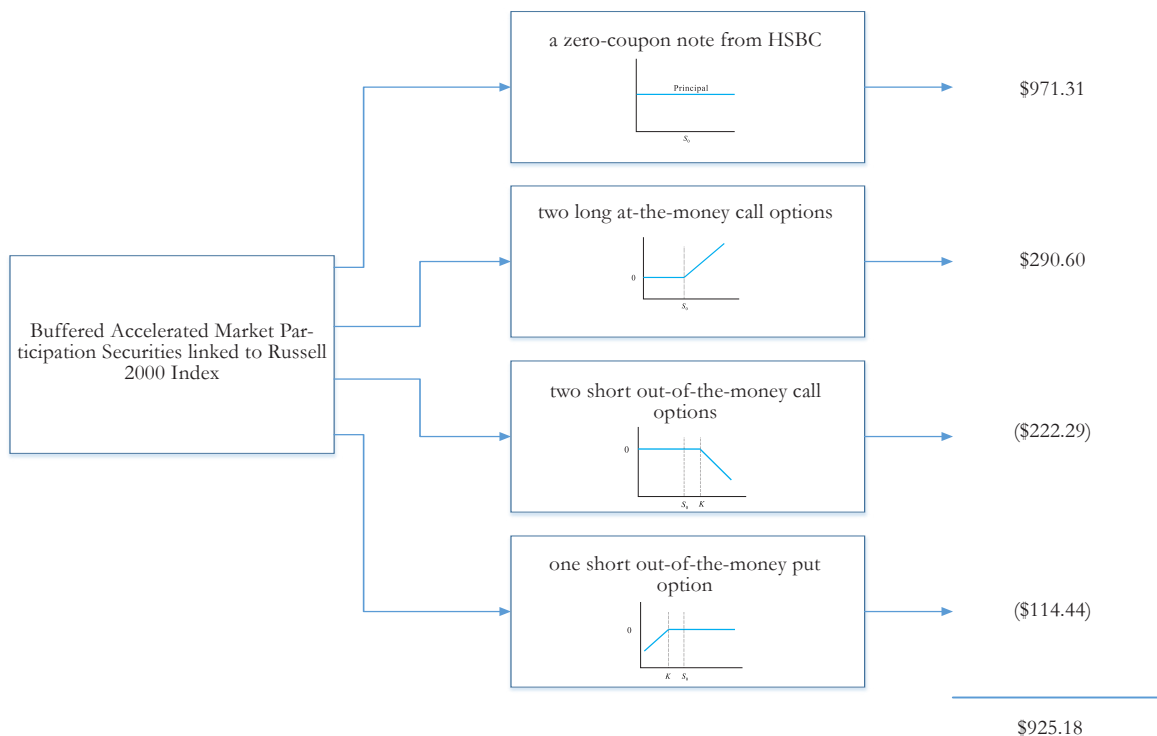 a zero-coupon note from HSBC
Principal
S₀
$971.31
two long at-the-money call options
0
S₀
$290.60
Buffered Accelerated Market Par-
ticipation Securities linked to Russell
2000 Index
two short out-of-the-money call
options
0
S₀ K
($222.29)
one short out-of-the-money put
option
0
K S₀
($114.44)
$925.18